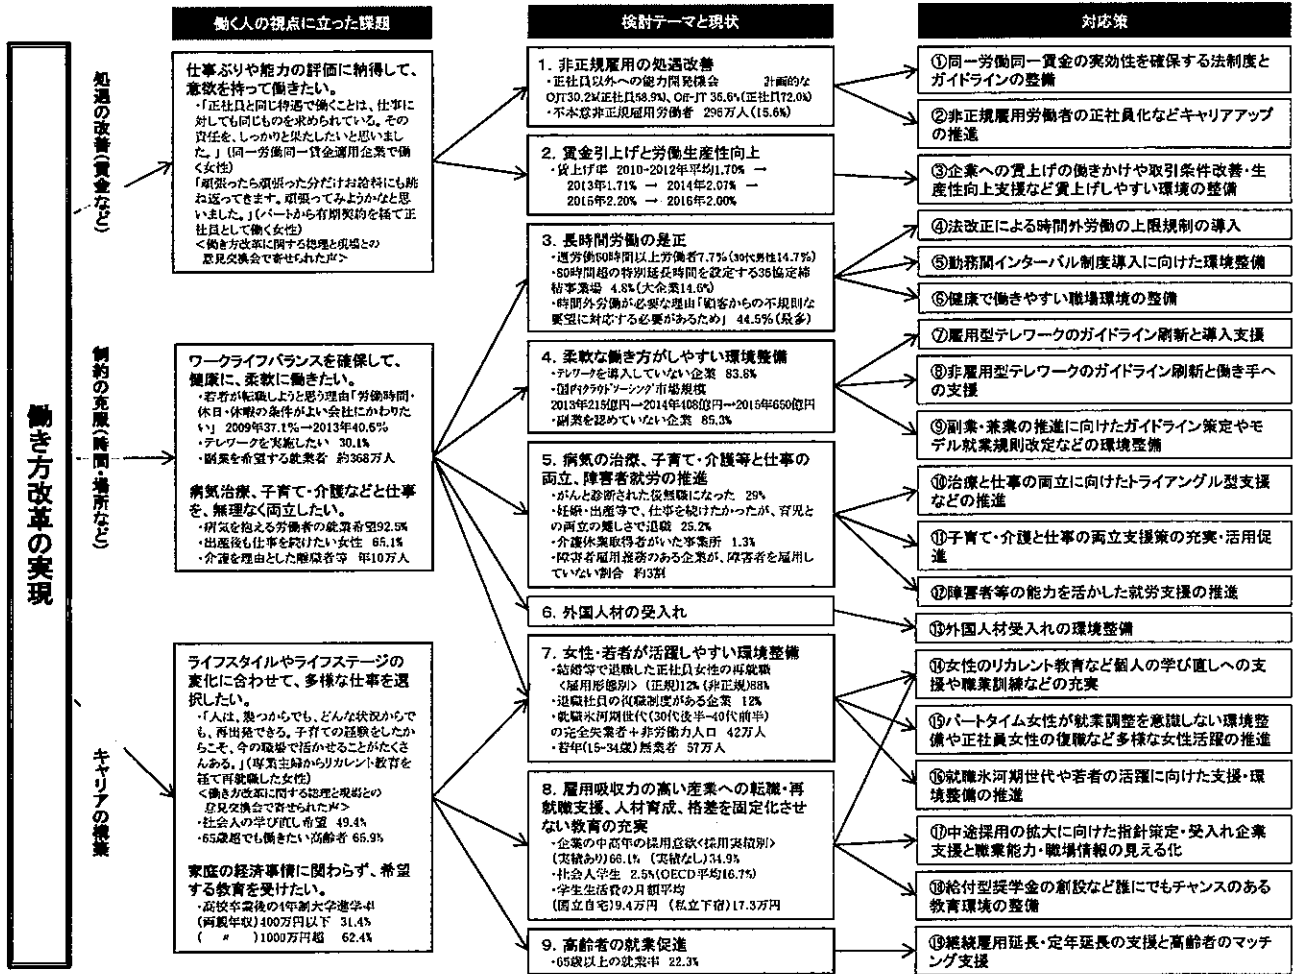 働く人の視点に立った課題
検討テーマと現状
対応策
働き方改革の実現
処遇の改善(賃金など)
仕事ぶりや能力の評価に納得して、
意欲を持って働きたい。
・「正社員と同じ待遇で働くことは、仕事に
対しても同じものを求められている。その
責任を、しっかりと果たしたいと思いまし
た。」(同一労働同一賃金適用企業で働
く女性)
「頑張ったら頑張った分だけお給料にも跳
ね返ってきます。頑張ってみようかなと思
いました。」(パートから有期契約を経て正
社員として働く女性)
<働き方改革に関する総理と現場との
意見交換会で寄せられた声>
制約の克服(時間・場所など)
ワークライフバランスを確保して、
健康に、柔軟に働きたい。
・若者が転職しようと思う理由「労働時間・
休日・休暇の条件がよい会社にかわりた
い」 2009年37.1%→2013年40.6%
・テレワークを実施したい 30.1%
・副業を希望する就業者 約368万人
病気治療、子育て・介護などと仕事
を、無理なく両立したい。
・病気を抱える労働者の就業希望92.5%
・出産後も仕事を続けたい女性 65.1%
・介護を理由とした離職者等 年10万人
キャリアの構築
ライフスタイルやライフステージの
変化に合わせて、多様な仕事を選
択したい。
・「人は、幾つからでも、どんな状況からで
も、再出発できる。子育ての経験をしたか
らこそ、今の職場で活かせることがたくさ
んある。」(専業主婦からリカレント教育を
経て再就職した女性)
<働き方改革に関する総理と現場との
意見交換会で寄せられた声>
・社会人の学び直し希望 49.4%
・65歳超でも働きたい高齢者 65.9%
家庭の経済事情に関わらず、希望
する教育を受けたい。
・高校卒業後の4年制大学進学率
(両親年収)400万円以下 31.4%
( 〃 )1000万円超 62.4%
1. 非正規雇用の処遇改善
・正社員以外への能力開発機会 計画的な
OJT30.2%(正社員58.9%)、Off-JT 36.6%(正社員72.0%)
・不本意非正規雇用労働者 296万人(15.6%)
2. 賃金引上げと労働生産性向上
・賃上げ率 2010-2012年平均1.70% →
2013年1.71% → 2014年2.07% →
2015年2.20% → 2016年2.00%
3. 長時間労働の是正
・週労働60時間以上労働者7.7%(30代男性14.7%)
・80時間超の特別延長時間を設定する36協定締
結事業場 4.8%(大企業14.6%)
・時間外労働が必要な理由「顧客からの不規則な
要望に対応する必要があるため」 44.5%(最多)
4. 柔軟な働き方がしやすい環境整備
・テレワークを導入していない企業 83.8%
・国内クラウドソーシング市場規模
2013年215億円→2014年408億円→2015年650億円
・副業を認めていない企業 85.3%
5. 病気の治療、子育て・介護等と仕事の
両立、障害者就労の推進
・がんと診断された後無職になった 29%
・妊娠・出産等で、仕事を続けたかったが、育児と
の両立の難しさで退職 25.2%
・介護休業取得者がいた事業所 1.3%
・障害者雇用義務のある企業が、障害者を雇用し
ていない割合 約3割
6. 外国人材の受入れ
7. 女性・若者が活躍しやすい環境整備
・結婚等で退職した正社員女性の再就職
<雇用形態別> (正規)12% (非正規)88%
・退職社員の復職制度がある企業 12%
・就職氷河期世代(30代後半-40代前半)
の完全失業者+非労働力人口 42万人
・若年(15-34歳)無業者 57万人
8. 雇用吸収力の高い産業への転職・再
就職支援、人材育成、格差を固定化させ
ない教育の充実
・企業の中高年の採用意欲<採用実績別>
(実績あり)66.1% (実績なし)34.9%
・社会人学生 2.5%(OECD平均16.7%)
・学生生活費の月額平均
(国立自宅)9.4万円 (私立下宿)17.3万円
9. 高齢者の就業促進
・65歳以上の就業率 22.3%
①同一労働同一賃金の実効性を確保する法制度と
ガイドラインの整備
②非正規雇用労働者の正社員化などキャリアアップ
の推進
③企業への賃上げの働きかけや取引条件改善・生
産性向上支援など賃上げしやすい環境の整備
④法改正による時間外労働の上限規制の導入
⑤勤務間インターバル制度導入に向けた環境整備
⑥健康で働きやすい職場環境の整備
⑦雇用型テレワークのガイドライン刷新と導入支援
⑧非雇用型テレワークのガイドライン刷新と働き手へ
の支援
⑨副業・兼業の推進に向けたガイドライン策定やモ
デル就業規則改定などの環境整備
⑩治療と仕事の両立に向けたトライアングル型支援
などの推進
⑪子育て・介護と仕事の両立支援策の充実・活用促
進
⑫障害者等の能力を活かした就労支援の推進
⑬外国人材受入れの環境整備
⑭女性のリカレント教育など個人の学び直しへの支
援や職業訓練などの充実
⑮パートタイム女性が就業調整を意識しない環境整
備や正社員女性の復職など多様な女性活躍の推進
⑯就職氷河期世代や若者の活躍に向けた支援・環
境整備の推進
⑰中途採用の拡大に向けた指針策定・受入れ企業
支援と職業能力・職場情報の見える化
⑱給付型奨学金の創設など誰にでもチャンスのある
教育環境の整備
⑲継続雇用延長・定年延長の支援と高齢者のマッチ
ング支援